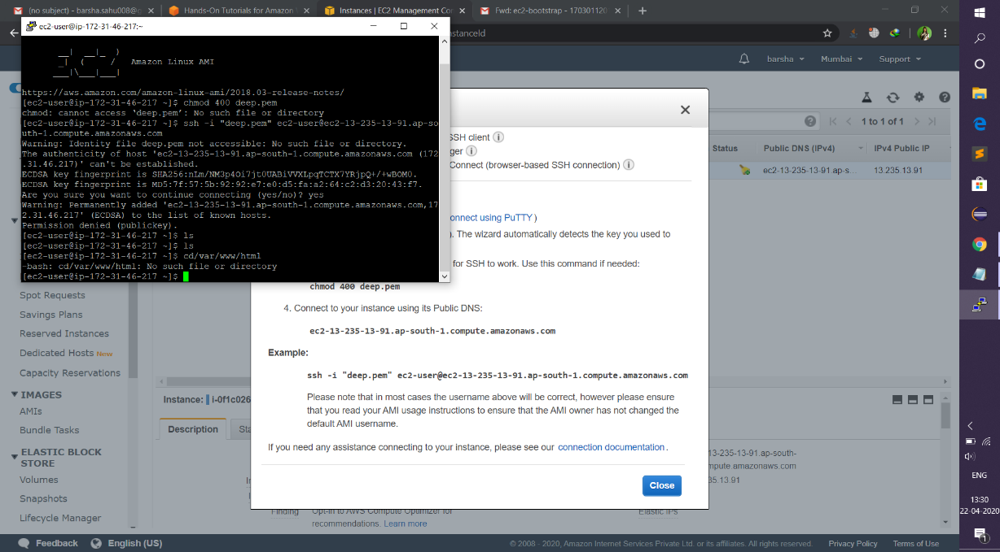 (no subject) - barsha.sahu008@g
Hands-On Tutorials for Amazon
Instances | EC2 Management Co
Fwd: ec2-bootstrap - 170301120
ec2-user@ip-172-31-46-217:~
nstanceId
barsha
Mumbai
Support
__| __|_ )
_| ( / Amazon Linux AMI
___|\___|___|
https://aws.amazon.com/amazon-linux-ami/2018.03-release-notes/
[ec2-user@ip-172-31-46-217 ~]$ chmod 400 deep.pem
chmod: cannot access ‘deep.pem’: No such file or directory
[ec2-user@ip-172-31-46-217 ~]$ ssh -i "deep.pem" ec2-user@ec2-13-235-13-91.ap-so
uth-1.compute.amazonaws.com
Warning: Identity file deep.pem not accessible: No such file or directory.
The authenticity of host 'ec2-13-235-13-91.ap-south-1.compute.amazonaws.com (172
.31.46.217)' can't be established.
ECDSA key fingerprint is SHA256:nLm/NM3p4Oi7jt0UABiVVXLpqTCTX7YRjpQ+/+wBOM0.
ECDSA key fingerprint is MD5:7f:57:5b:92:92:e7:e0:d5:fa:a2:64:c2:d3:20:43:f7.
Are you sure you want to continue connecting (yes/no)? yes
Warning: Permanently added 'ec2-13-235-13-91.ap-south-1.compute.amazonaws.com,17
2.31.46.217' (ECDSA) to the list of known hosts.
Permission denied (publickey).
[ec2-user@ip-172-31-46-217 ~]$ ls
[ec2-user@ip-172-31-46-217 ~]$ ls
[ec2-user@ip-172-31-46-217 ~]$ cd/var/www/html
-bash: cd/var/www/html: No such file or directory
[ec2-user@ip-172-31-46-217 ~]$
1 to 1 of 1
Status
Public DNS (IPv4)
IPv4 Public IP
ec2-13-235-13-91.ap-s...
13.235.13.91
SSH client
ger
Connect (browser-based SSH connection)
onnect using PuTTY)
). The wizard automatically detects the key you used to
for SSH to work. Use this command if needed:
chmod 400 deep.pem
4. Connect to your instance using its Public DNS:
ec2-13-235-13-91.ap-south-1.compute.amazonaws.com
Example:
ssh -i "deep.pem" ec2-user@ec2-13-235-13-91.ap-south-1.compute.amazonaws.com
Please note that in most cases the username above will be correct, however please ensure
that you read your AMI usage instructions to ensure that the AMI owner has not changed the
default AMI username.
If you need any assistance connecting to your instance, please see our connection documentation.
Close
Spot Requests
Savings Plans
Reserved Instances
Dedicated Hosts New
Capacity Reservations
IMAGES
AMIs
Bundle Tasks
ELASTIC BLOCK
STORE
Volumes
Snapshots
Lifecycle Manager
Instance: i-0f1c026
Description
Sta
13-235-13-91.ap-south-
mpute.amazonaws.com
35.13.91
Finding
Opt-in to AWS Compute Optimizer for
recommendations. Learn more
Elastic IPs
Feedback
English (US)
© 2008 - 2020, Amazon Internet Services Private Ltd. or its affiliates. All rights reserved.
Privacy Policy
Terms of Use
ENG
13:30
22-04-2020
1